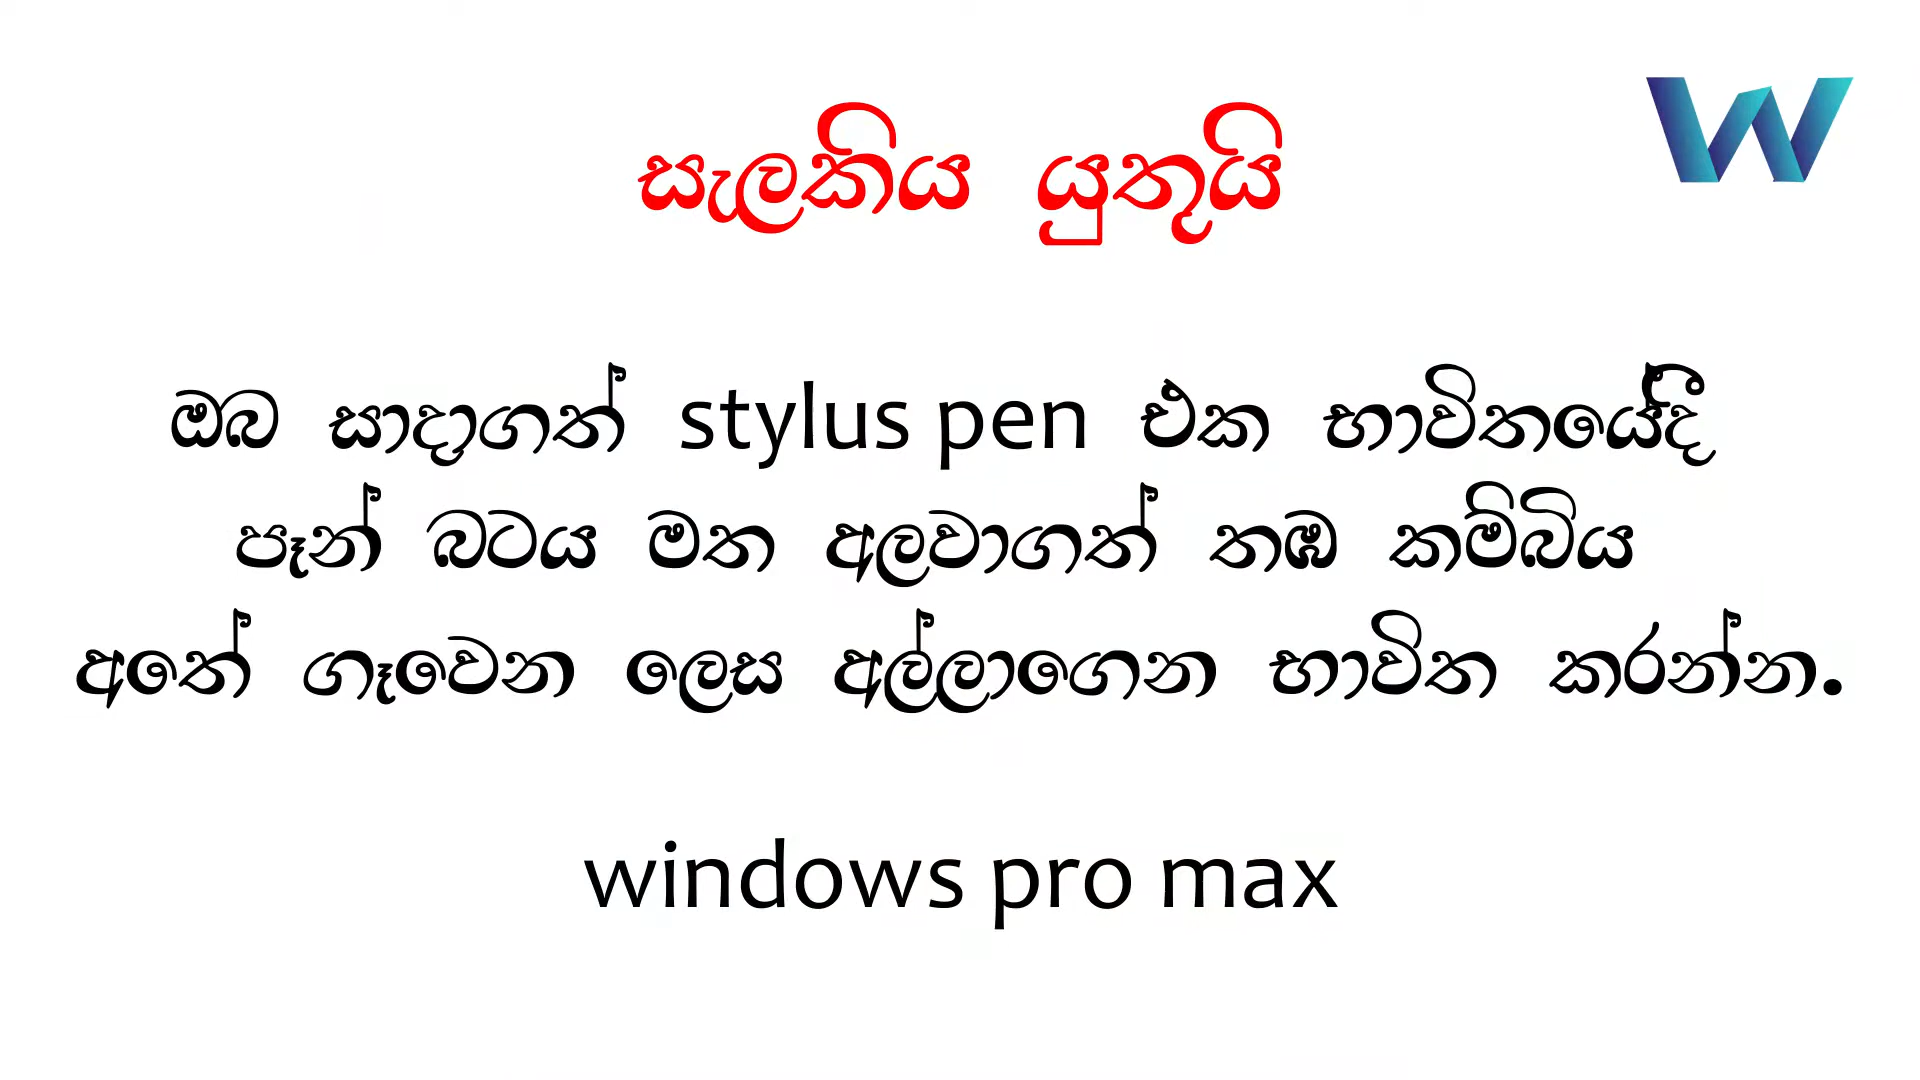 සැලකිය යුතුයි
ඔබ සාදාගත් stylus pen එක භාවිතයේදී
පෑන් බටය මත අලවාගත් තඹ කම්බිය
අතේ ගෑවෙන ලෙස අල්ලාගෙන භාවිත කරන්න.
windows pro max